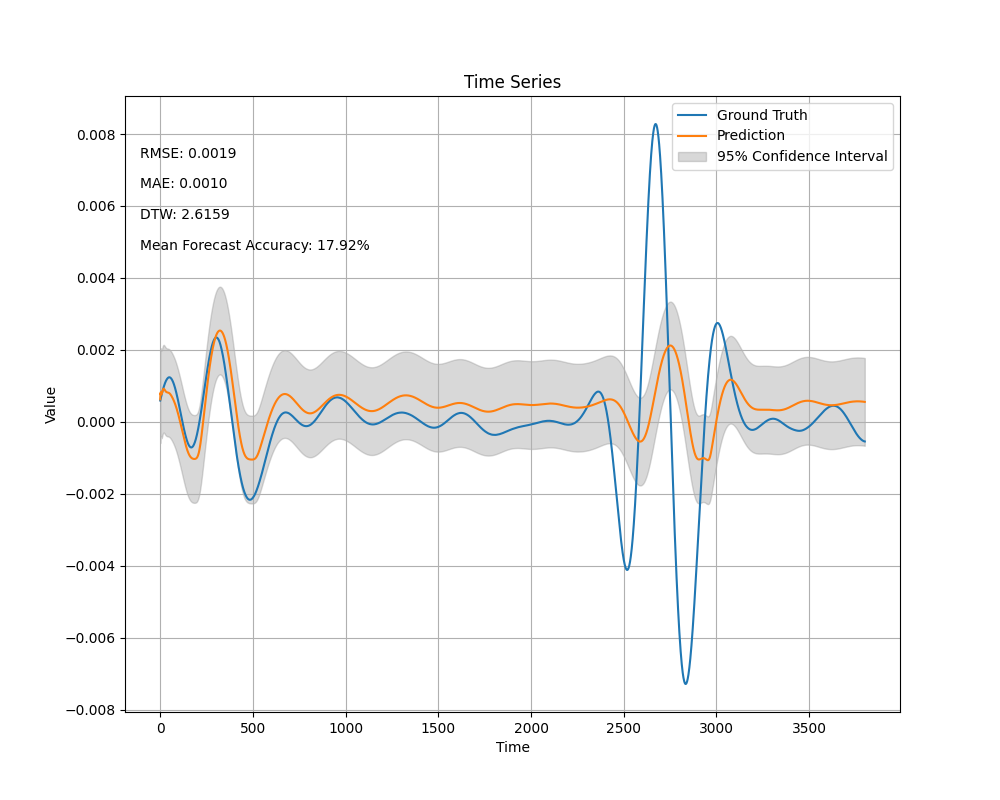 Time Series
Ground Truth
Prediction
95% Confidence Interval
RMSE: 0.0019
MAE: 0.0010
DTW: 2.6159
Mean Forecast Accuracy: 17.92%
Value
0.008
0.006
0.004
0.002
0.000
−0.002
−0.004
−0.006
−0.008
0 500 1000 1500 2000 2500 3000 3500
Time